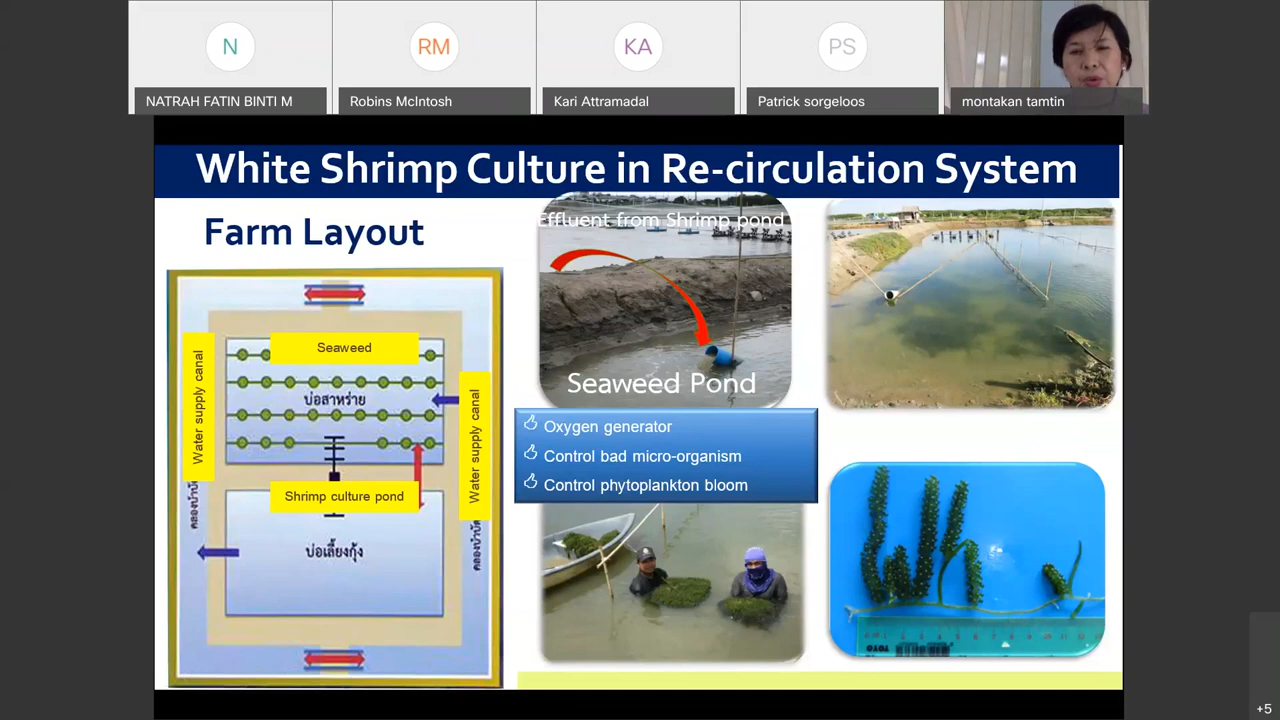 N
RM
KA
PS
NATRAH FATIN BINTI M
Robins McIntosh
Kari Attramadal
Patrick sorgeloos
montakan tamtin
White Shrimp Culture in Re-circulation System
Farm Layout
Seaweed
บ่อสาหร่าย
Water supply canal
Water supply canal
Shrimp culture pond
บ่อเลี้ยงกุ้ง
Effluent from Shrimp pond
Seaweed Pond
Oxygen generator
Control bad micro-organism
Control phytoplankton bloom
TOYO
+5